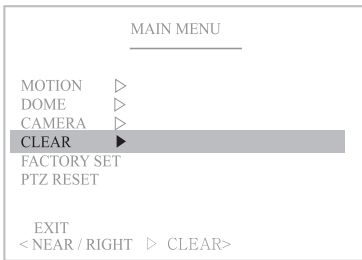 MAIN MENU
MOTION ▷
DOME ▷
CAMERA ▷
CLEAR ▶
FACTORY SET
PTZ RESET
EXIT
< NEAR / RIGHT ▷ CLEAR>